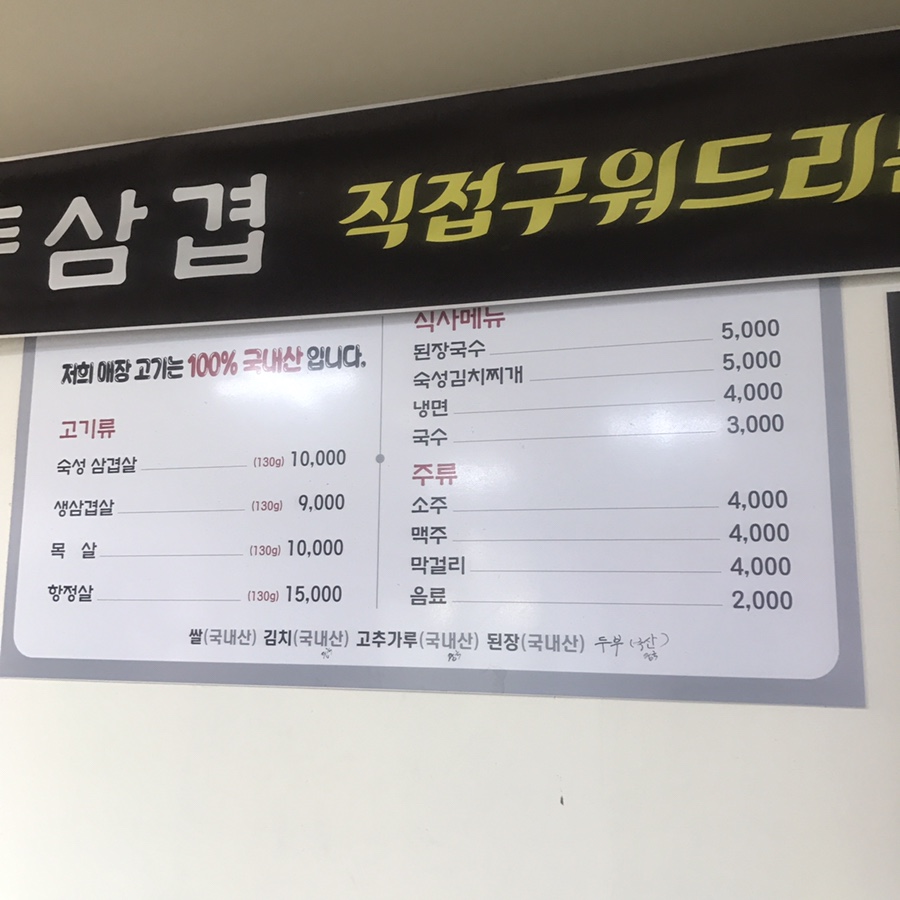 삼겹 직접구워드리
저희 매장 고기는 100% 국내산 입니다.
고기류
숙성 삼겹살 (130g) 10,000
생삼겹살 (130g) 9,000
목 살 (130g) 10,000
항정살 (130g) 15,000
식사메뉴
된장국수 5,000
숙성김치찌개 5,000
냉면 4,000
국수 3,000
주류
소주 4,000
맥주 4,000
막걸리 4,000
음료 2,000
쌀(국내산) 김치(국내산) 고추가루(국내산) 된장(국내산) 두부